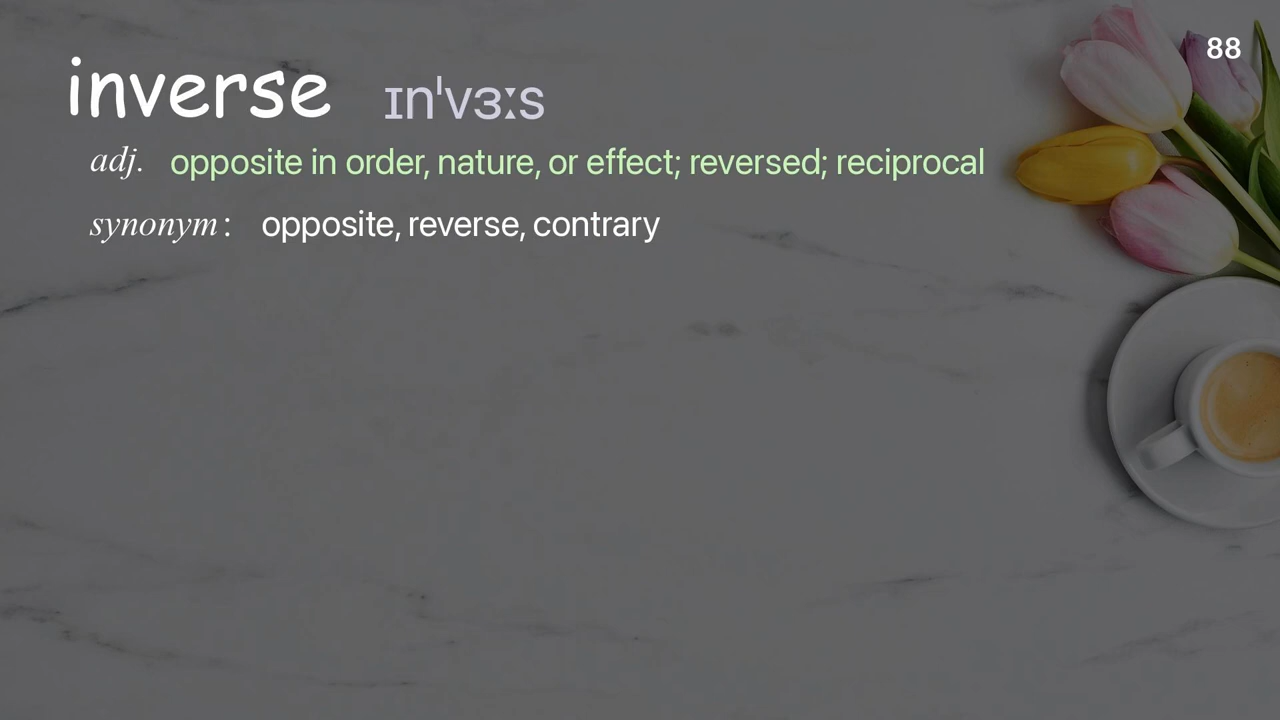 88
inverse ɪnˈvɜːs
adj. opposite in order, nature, or effect; reversed; reciprocal
synonym: opposite, reverse, contrary